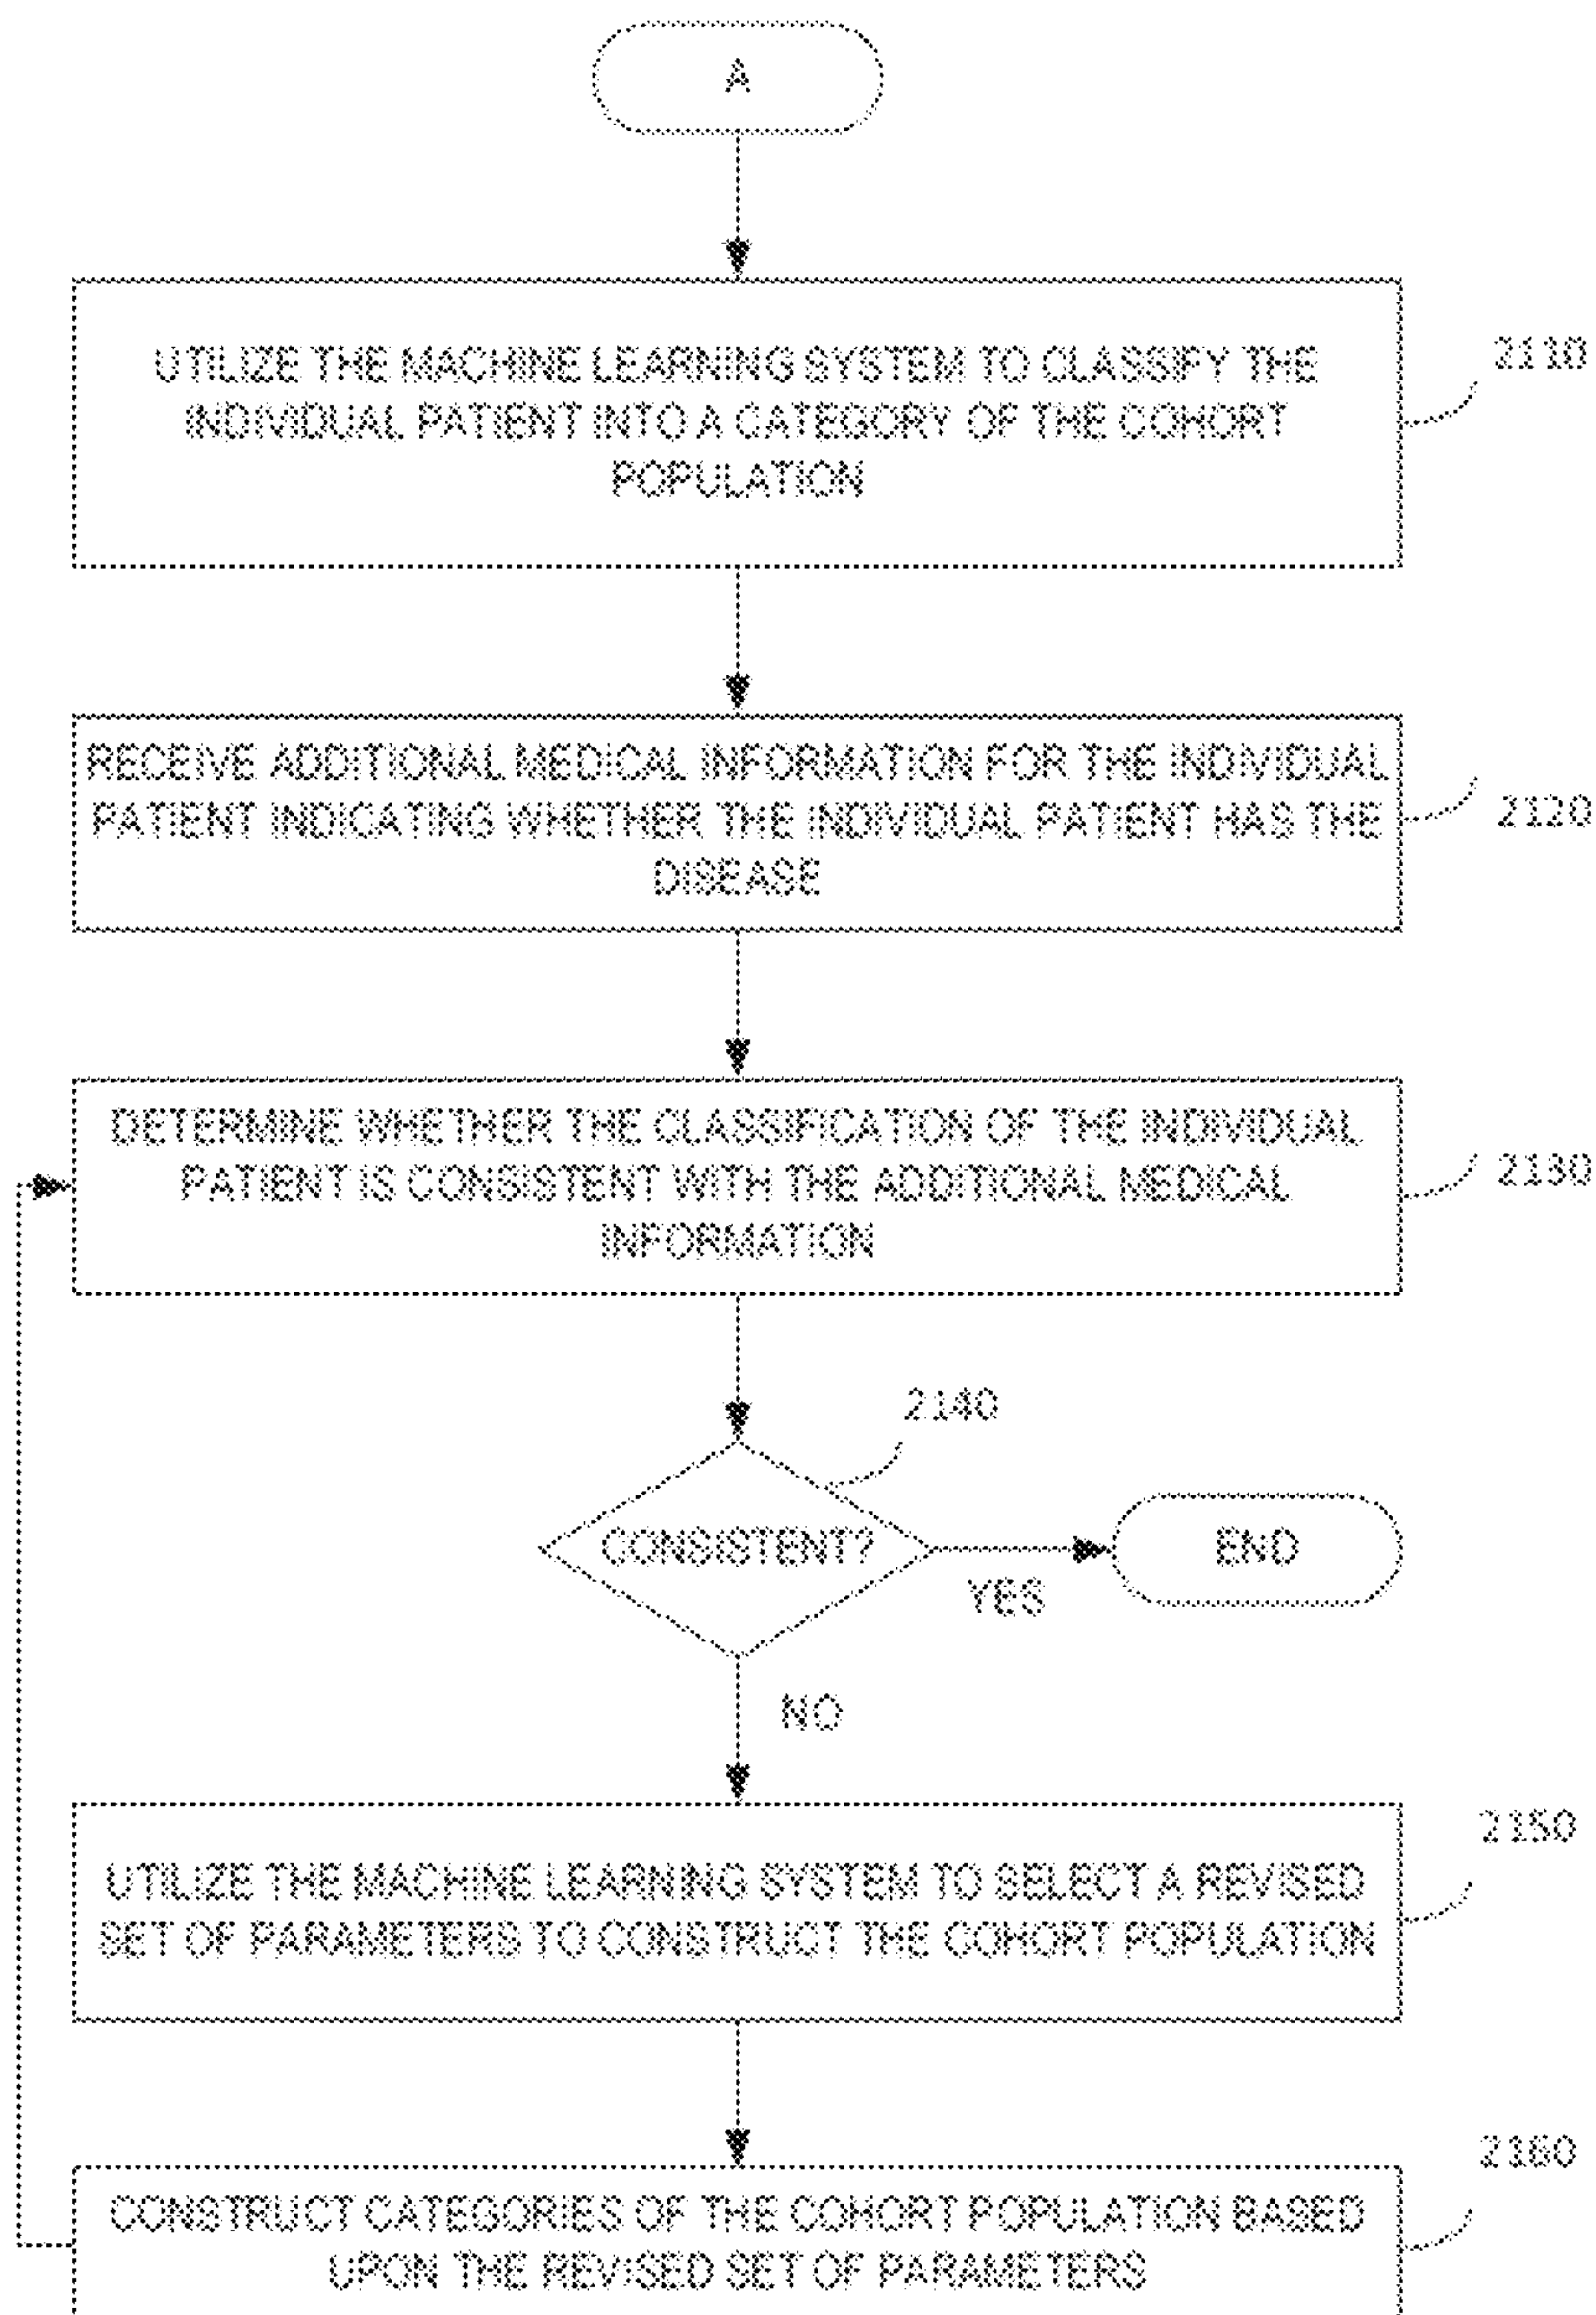 A
UTILIZE THE MACHINE LEARNING SYSTEM TO CLASSIFY THE
INDIVIDUAL PATIENT INTO A CATEGORY OF THE COHORT
POPULATION
2110
RECEIVE ADDITIONAL MEDICAL INFORMATION FOR THE INDIVIDUAL
PATIENT INDICATING WHETHER THE INDIVIDUAL PATIENT HAS THE
DISEASE
2120
DETERMINE WHETHER THE CLASSIFICATION OF THE INDIVIDUAL
PATIENT IS CONSISTENT WITH THE ADDITIONAL MEDICAL
INFORMATION
2130
2140
CONSISTENT?
YES
END
NO
UTILIZE THE MACHINE LEARNING SYSTEM TO SELECT A REVISED
SET OF PARAMETERS TO CONSTRUCT THE COHORT POPULATION
2150
CONSTRUCT CATEGORIES OF THE COHORT POPULATION BASED
UPON THE REVISED SET OF PARAMETERS
2160